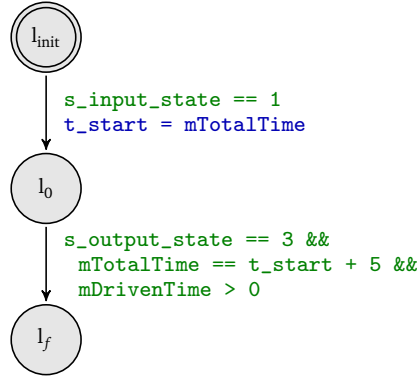 l_init
s_input_state == 1
t_start = mTotalTime
l_0
s_output_state == 3 &&
mTotalTime == t_start + 5 &&
mDrivenTime > 0
l_f